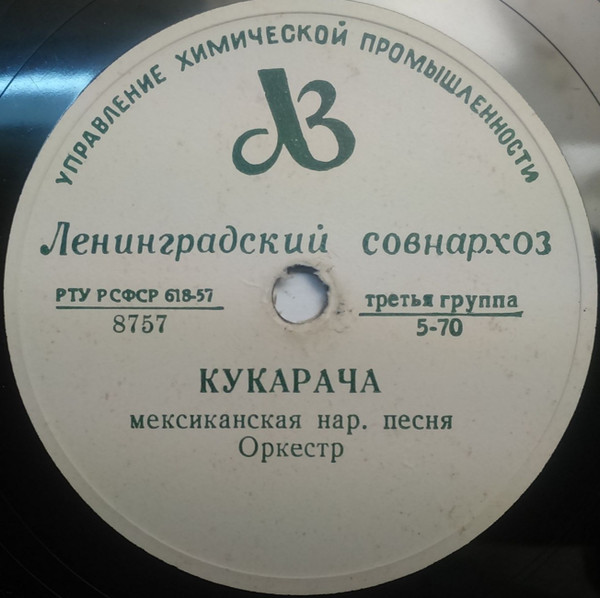 УПРАВЛЕНИЕ ХИМИЧЕСКОЙ ПРОМЫШЛЕННОСТИ
ЛЗ
Ленинградский совнархоз
РТУ РСФСР 618-57
8757
третья группа
5-70
КУКАРАЧА
мексиканская нар. песня
Оркестр